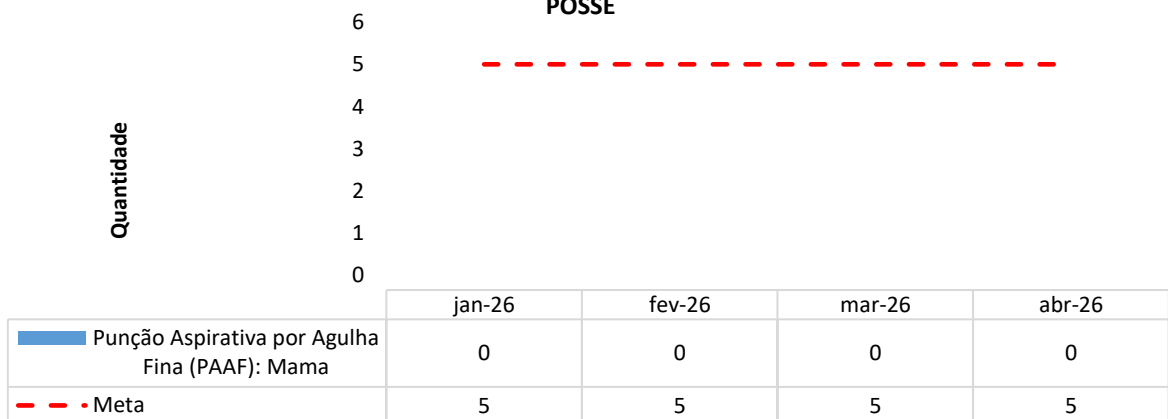 POSSE
6
5
4
3
2
1
0
Quantidade
jan-26 fev-26 mar-26 abr-26
Punção Aspirativa por Agulha
Fina (PAAF): Mama 0 0 0 0
Meta 5 5 5 5